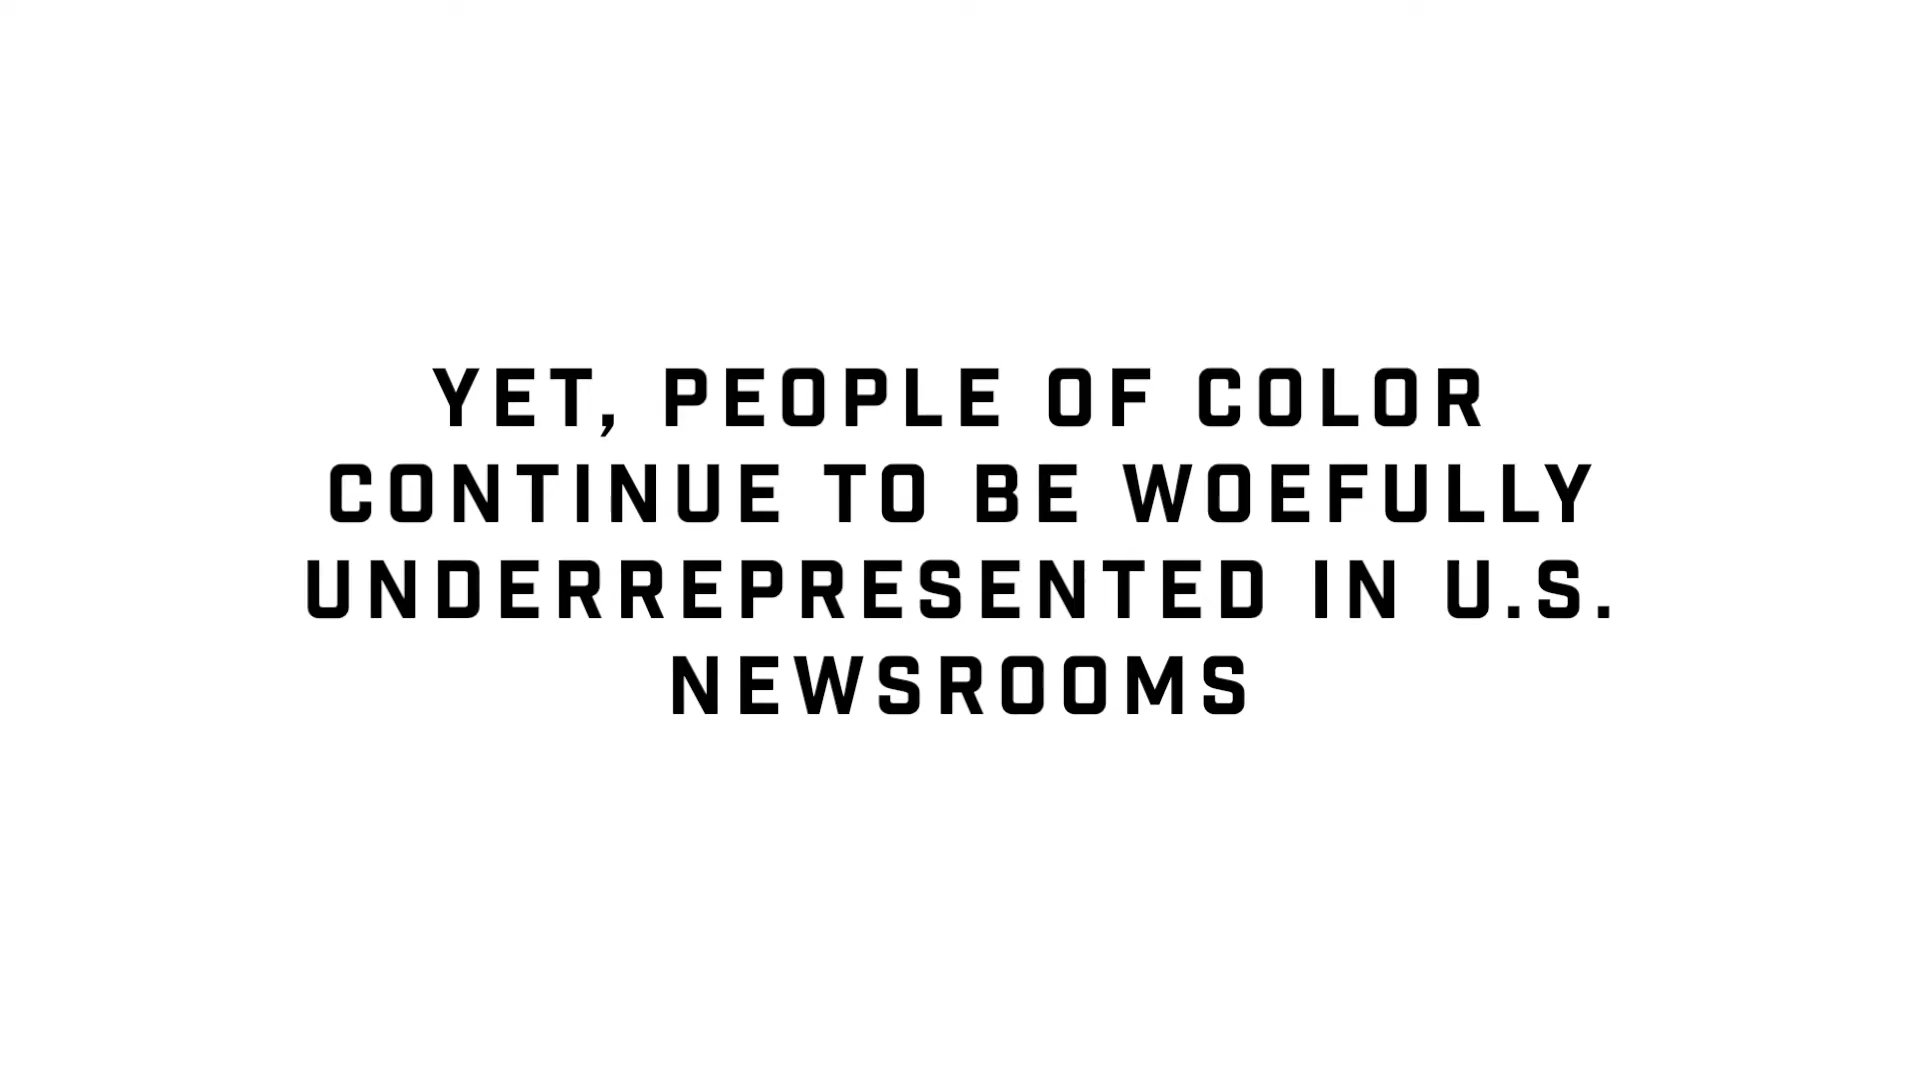 YET, PEOPLE OF COLOR
CONTINUE TO BE WOEFULLY
UNDERREPRESENTED IN U.S.
NEWSROOMS